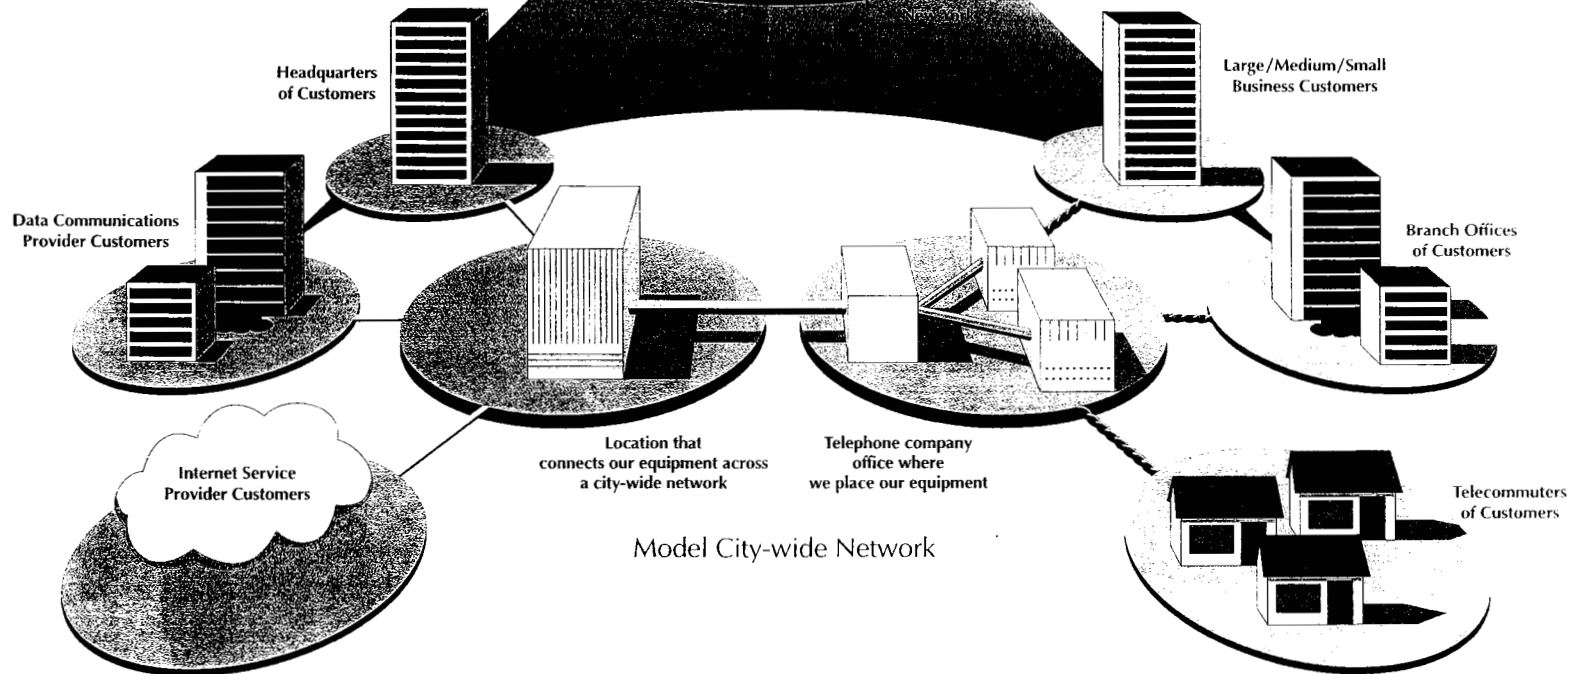 Headquarters
of Customers
Large/Medium/Small
Business Customers
Data Communications
Provider Customers
Branch Offices
of Customers
Internet Service
Provider Customers
Location that
connects our equipment across
a city-wide network
Telephone company
office where
we place our equipment
Telecommuters
of Customers
Model City-wide Network